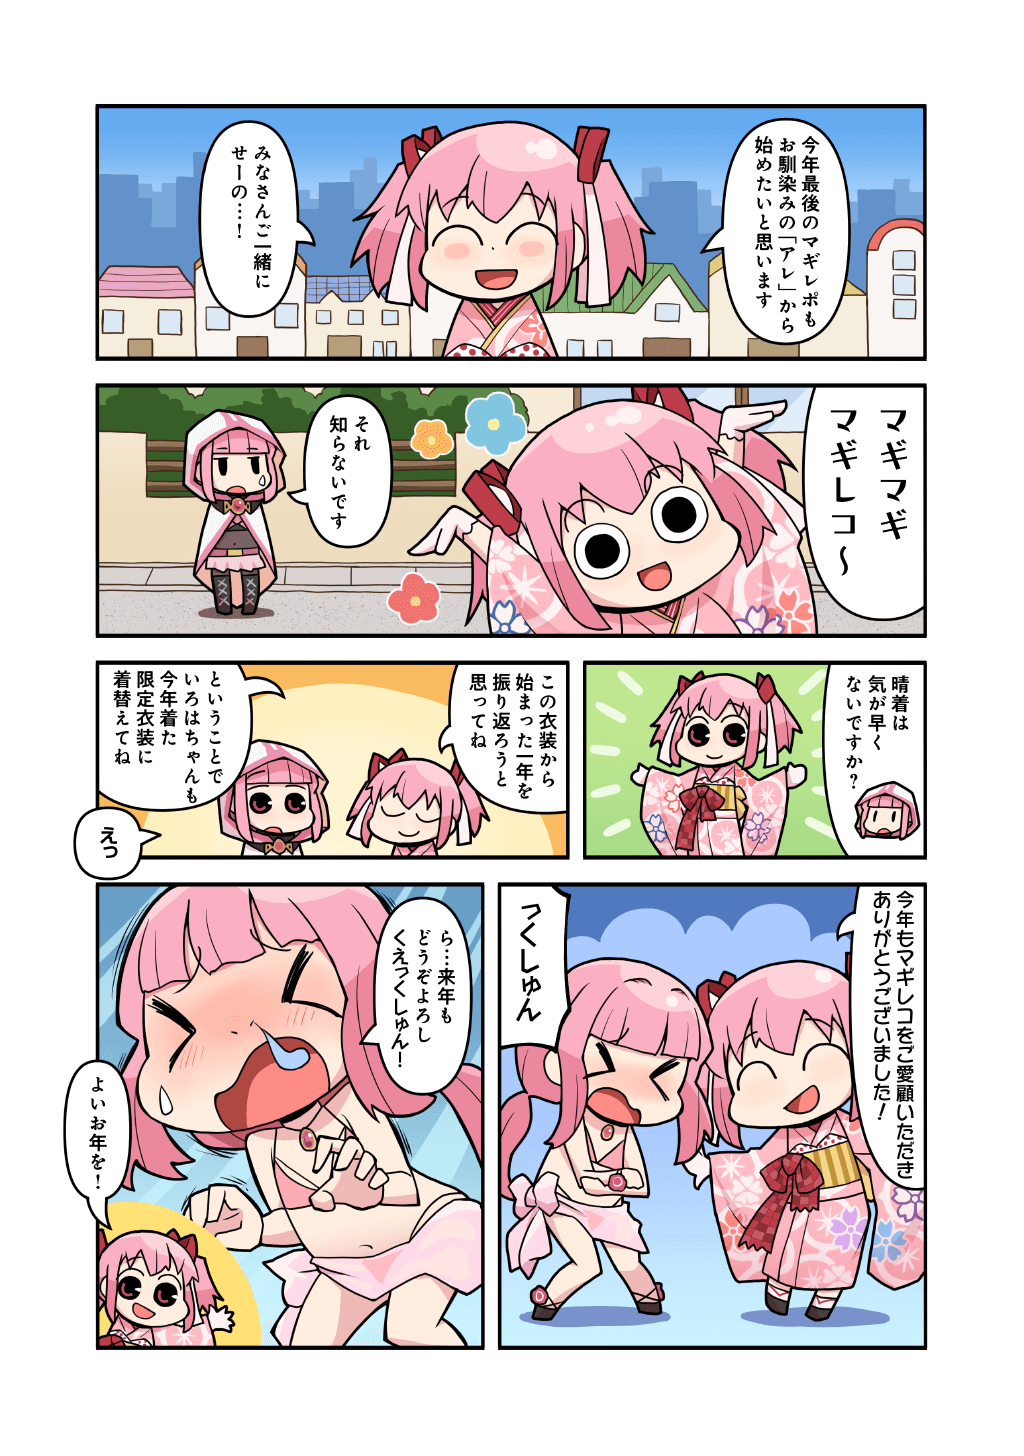 今年最後のマギレポも
お馴染みの「アレ」から
始めたいと思います
みなさんご一緒に
せーの…！
マギマギ
マギレコ〜
それ
知らないです
晴着は
気が早く
ないですか？
この衣装から
始まった一年を
振り返ろうと
思ってね
ということで
いろはちゃんも
今年着た
限定衣装に
着替えてね
えっ
今年もマギレコをご愛顧いただき
ありがとうございました！
っくしゅん
ら…来年も
どうぞよろし
くえっくしゅん！
よいお年を！